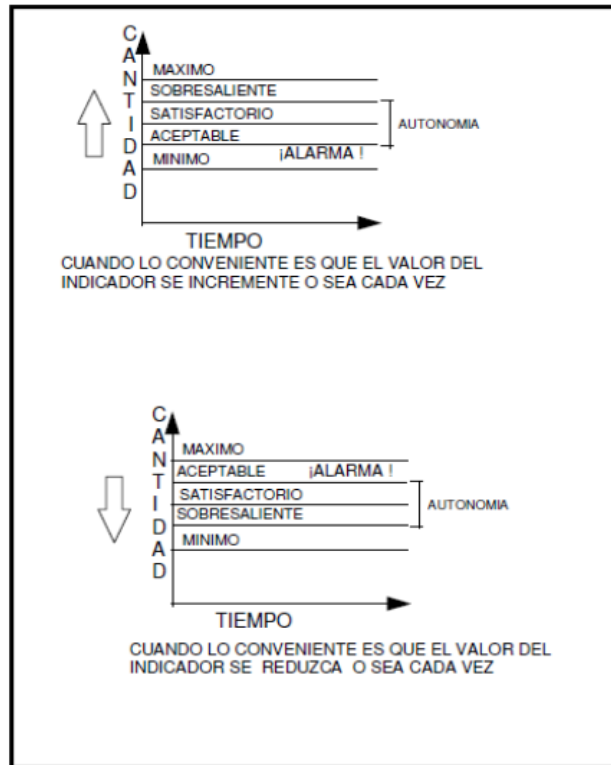 CANTIDAD
MAXIMO
SOBRESALIENTE
SATISFACTORIO
AUTONOMIA
ACEPTABLE
¡ALARMA !
MINIMO
TIEMPO
CUANDO LO CONVENIENTE ES QUE EL VALOR DEL
INDICADOR SE INCREMENTE O SEA CADA VEZ
CANTIDAD
MAXIMO
ACEPTABLE
¡ALARMA !
SATISFACTORIO
AUTONOMIA
SOBRESALIENTE
MINIMO
TIEMPO
CUANDO LO CONVENIENTE ES QUE EL VALOR DEL
INDICADOR SE REDUZCA O SEA CADA VEZ